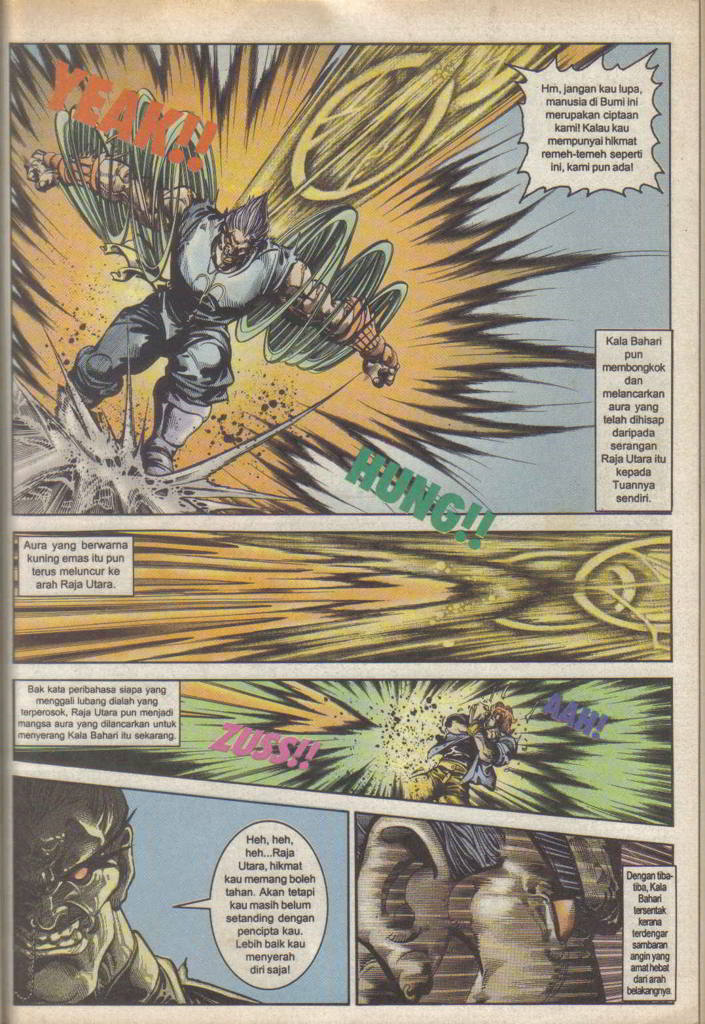 YEAK!!
Hm, jangan kau lupa,
manusia di Bumi ini
merupakan ciptaan
kami! Kalau kau
mempunyai hikmat
remeh-temeh seperti
ini, kami pun ada!
Kala Bahari
pun
membongkok
dan
melancarkan
aura yang
telah dihisap
daripada
serangan
Raja Utara itu
kepada
Tuannya
sendiri.
HUNG!!
Aura yang berwarna
kuning emas itu pun
terus meluncur ke
arah Raja Utara.
Bak kata peribahasa siapa yang
menggali lubang dialah yang
terperosok, Raja Utara pun menjadi
mangsa aura yang dilancarkan untuk
menyerang Kala Bahari itu sekarang.
ZUSS!!
AAH!
Heh, heh,
heh...Raja
Utara, hikmat
kau memang boleh
tahan. Akan tetapi
kau masih belum
setanding dengan
pencipta kau.
Lebih baik kau
menyerah
diri saja!
Dengan tiba-
tiba, Kala
Bahari
tersentak
kerana
terdengar
sambaran
angin yang
amat hebat
dari arah
belakangnya.